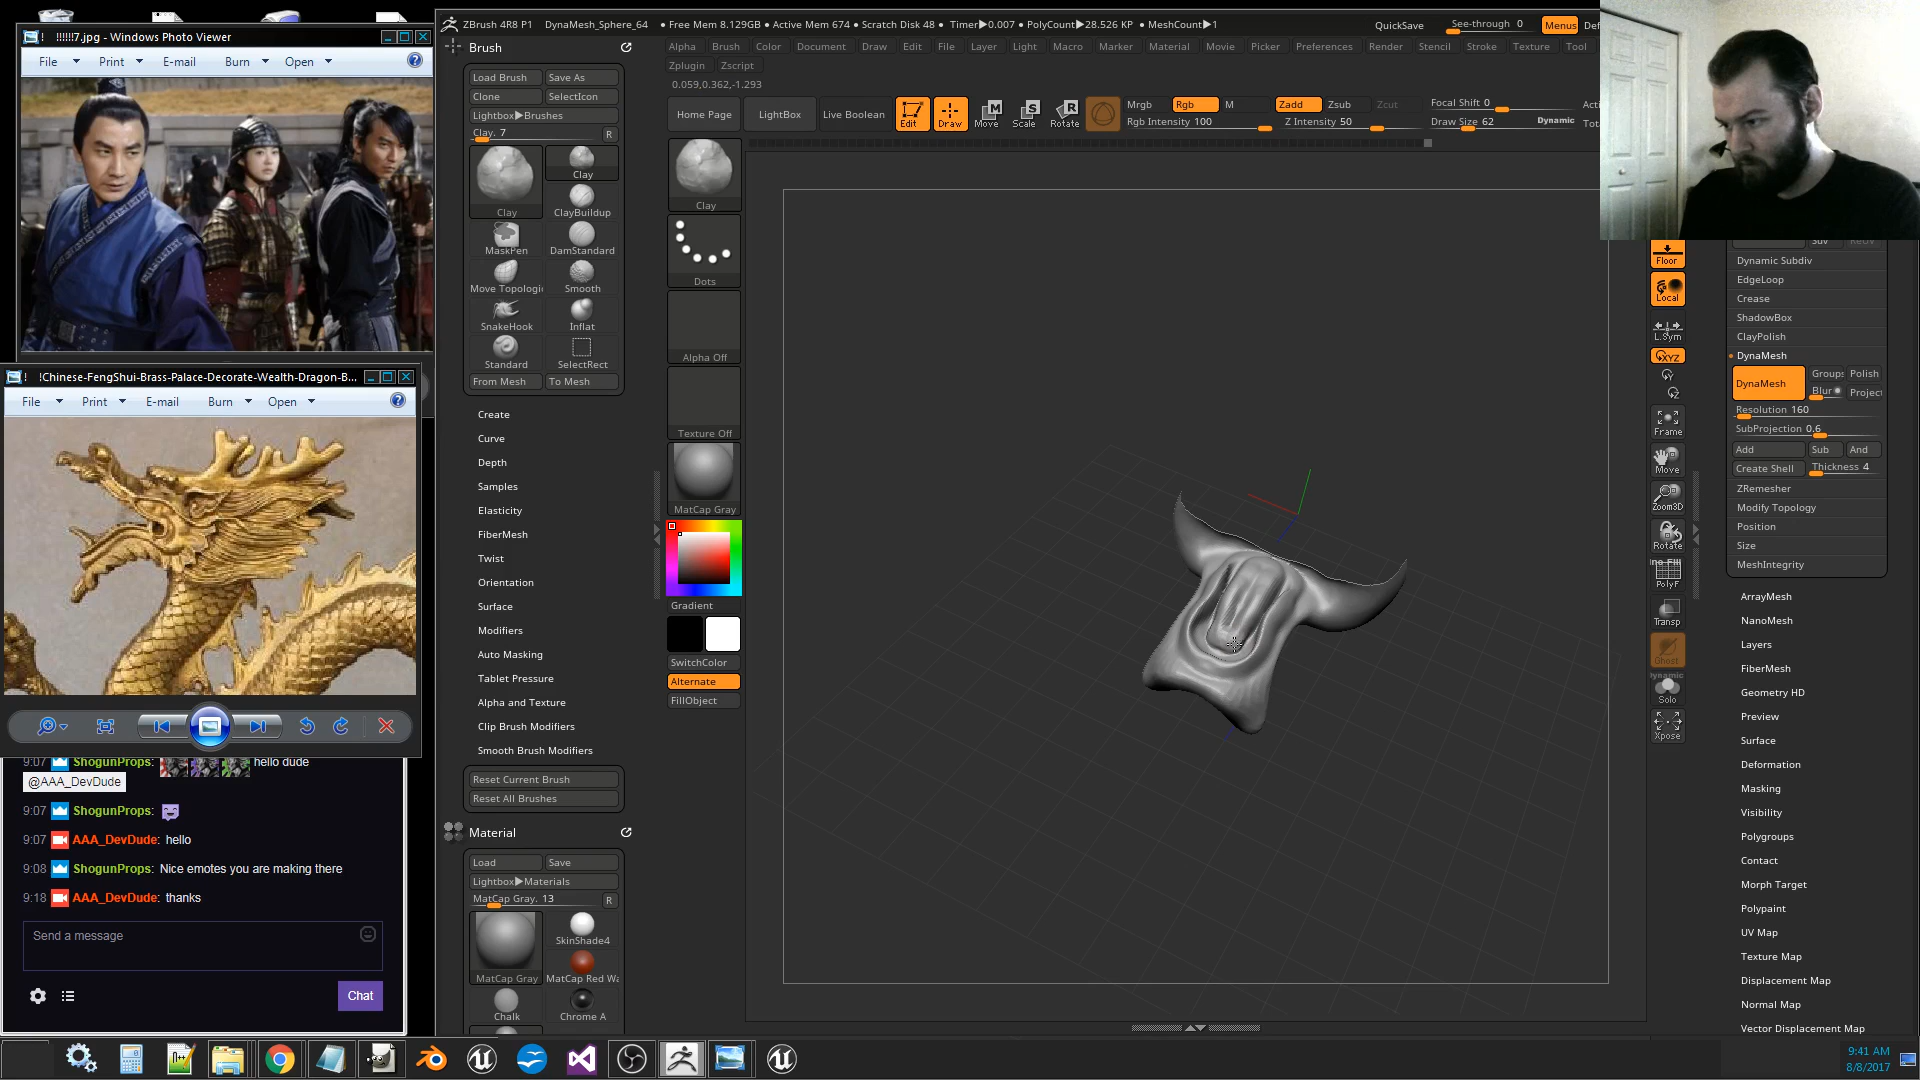 !!!!!!7.jpg - Windows Photo Viewer
File Print E-mail Burn Open
!Chinese-FengShui-Brass-Palace-Decorate-Wealth-Dragon-B...
File Print E-mail Burn Open
9:07 ShogunProps: hello dude
@AAA_DevDude
9:07 ShogunProps:
9:07 AAA_DevDude: hello
9:08 ShogunProps: Nice emotes you are making there
9:18 AAA_DevDude: thanks
Send a message
Chat
ZBrush 4R8 P1 DynaMesh_Sphere_64 • Free Mem 8.129GB • Active Mem 674 • Scratch Disk 48 • Timer▶0.007 • PolyCount▶28.526 KP • MeshCount▶1
QuickSave See-through 0 Menus
Alpha Brush Color Document Draw Edit File Layer Light Macro Marker Material Movie Picker Preferences Render Stencil Stroke Texture Tool
Zplugin Zscript
0.059,0.362,-1.293
Home Page LightBox Live Boolean Edit Draw Move Scale Rotate
Mrgb Rgb M Zadd Zsub Zcut Focal Shift 0
Rgb Intensity 100 Z Intensity 50 Draw Size 62 Dynamic
Brush
Load Brush Save As
Clone SelectIcon
Lightbox▶Brushes
Clay. 7 R
Clay
Clay ClayBuildup
MaskPen DamStandard
Move Topologi Smooth
SnakeHook Inflat
Standard SelectRect
From Mesh To Mesh
Create
Curve
Depth
Samples
Elasticity
FiberMesh
Twist
Orientation
Surface
Modifiers
Auto Masking
Tablet Pressure
Alpha and Texture
Clip Brush Modifiers
Smooth Brush Modifiers
Reset Current Brush
Reset All Brushes
Material
Load Save
Lightbox▶Materials
MatCap Gray. 13 R
SkinShade4
MatCap Gray MatCap Red Wa
Chalk Chrome A
Clay
Dots
Alpha Off
Texture Off
MatCap Gray
Gradient
SwitchColor
Alternate
FillObject
Floor
Local
L.Sym
XYZ
Y
Z
Frame
Move
Zoom3D
Rotate
PolyF
Transp
Ghost
Dynamic
Solo
Xpose
Dynamic Subdiv
EdgeLoop
Crease
ShadowBox
ClayPolish
DynaMesh
DynaMesh Groups Polish
Blur Project
Resolution 160
SubProjection 0.6
Add Sub And
Create Shell Thickness 4
ZRemesher
Modify Topology
Position
Size
MeshIntegrity
ArrayMesh
NanoMesh
Layers
FiberMesh
Geometry HD
Preview
Surface
Deformation
Masking
Visibility
Polygroups
Contact
Morph Target
Polypaint
UV Map
Texture Map
Displacement Map
Normal Map
Vector Displacement Map
9:41 AM
8/8/2017